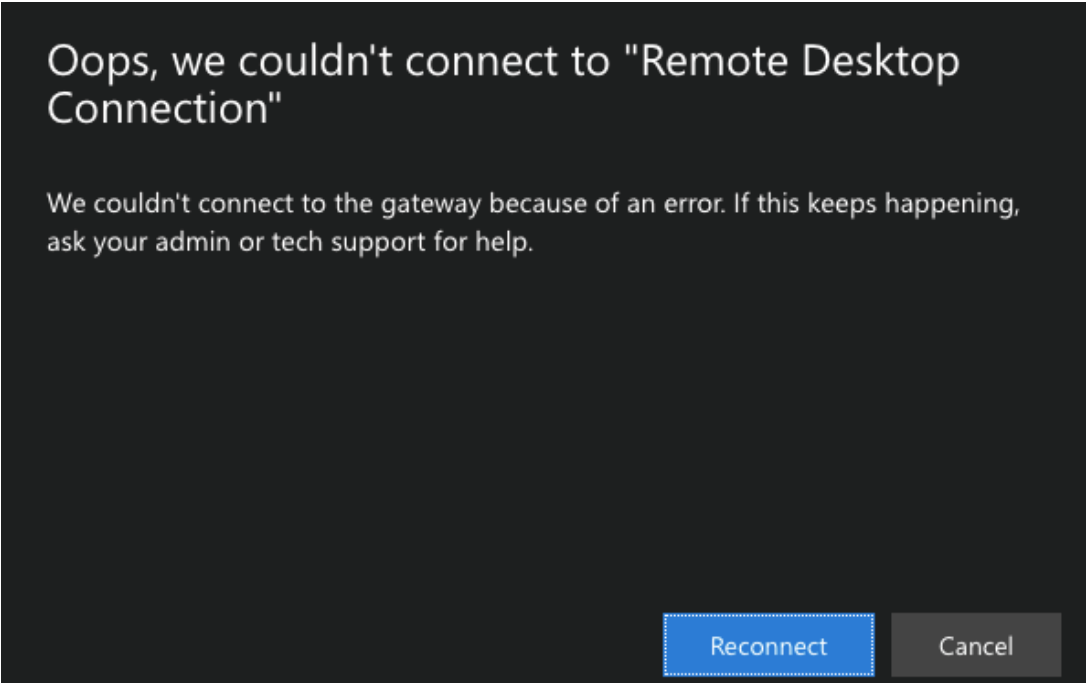 Oops, we couldn't connect to "Remote Desktop
Connection"
We couldn't connect to the gateway because of an error. If this keeps happening,
ask your admin or tech support for help.
Reconnect
Cancel